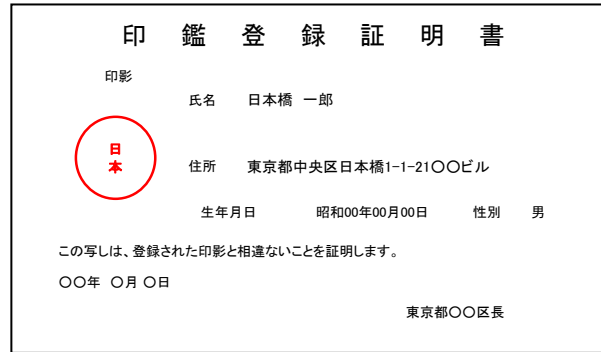 印鑑登録証明書
印影
氏名 日本橋 一郎
日本
住所 東京都中央区日本橋1-1-21〇〇ビル
生年月日 昭和00年00月00日 性別 男
この写しは、登録された印影と相違ないことを証明します。
〇〇年 〇月〇日
東京都〇〇区長